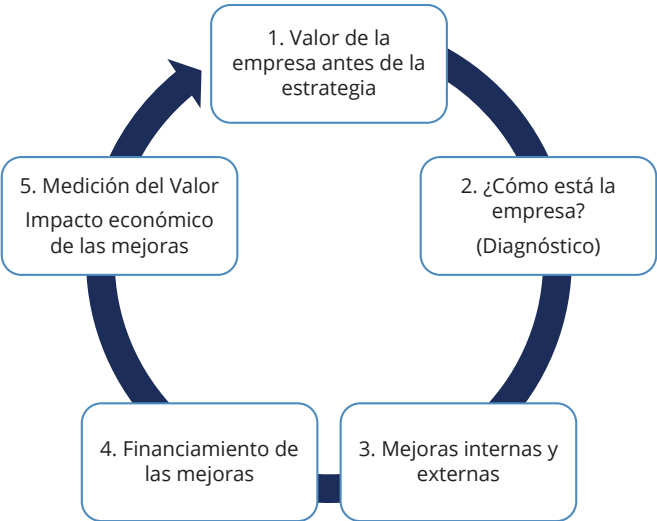 1. Valor de la
empresa antes de la
estrategia
2. ¿Cómo está la
empresa?
(Diagnóstico)
3. Mejoras internas y
externas
4. Financiamiento de
las mejoras
5. Medición del Valor
Impacto económico
de las mejoras